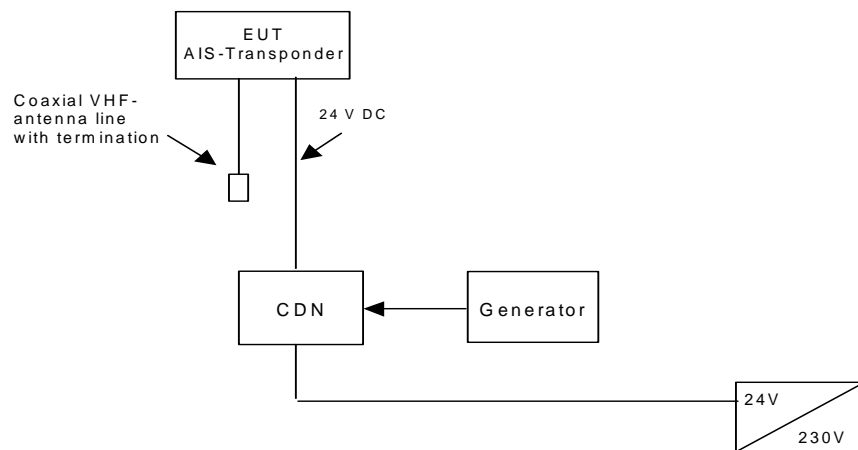 EUT
AIS-Transponder
Coaxial VHF-
antenna line
with termination
24 V DC
CDN
Generator
24V
230V